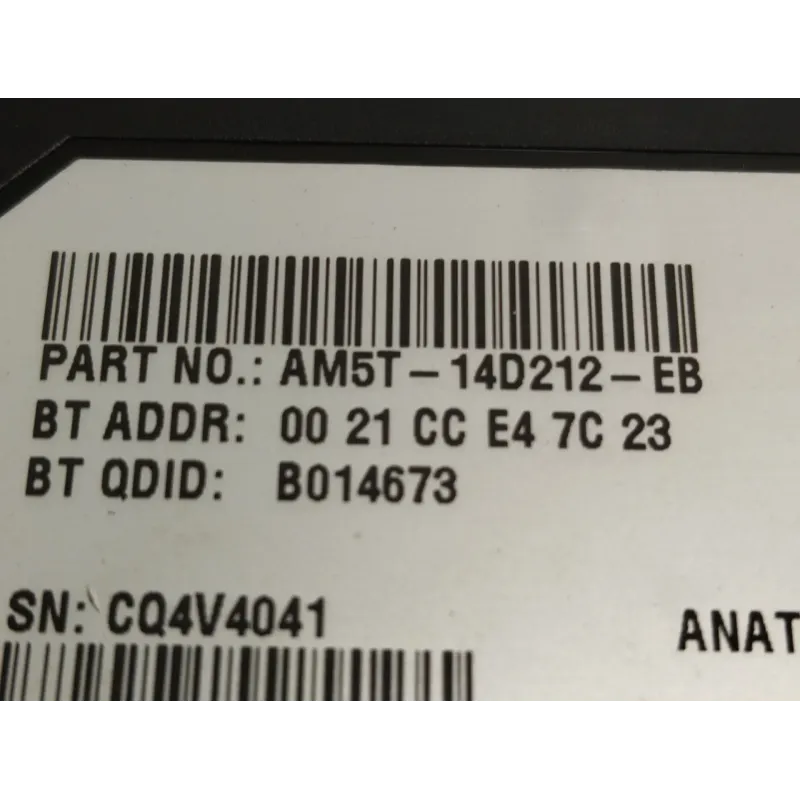 PART NO.: AM5T-14D212-EB
BT ADDR: 00 21 CC E4 7C 23
BT QDID: B014673
SN: CQ4V4041
ANAT